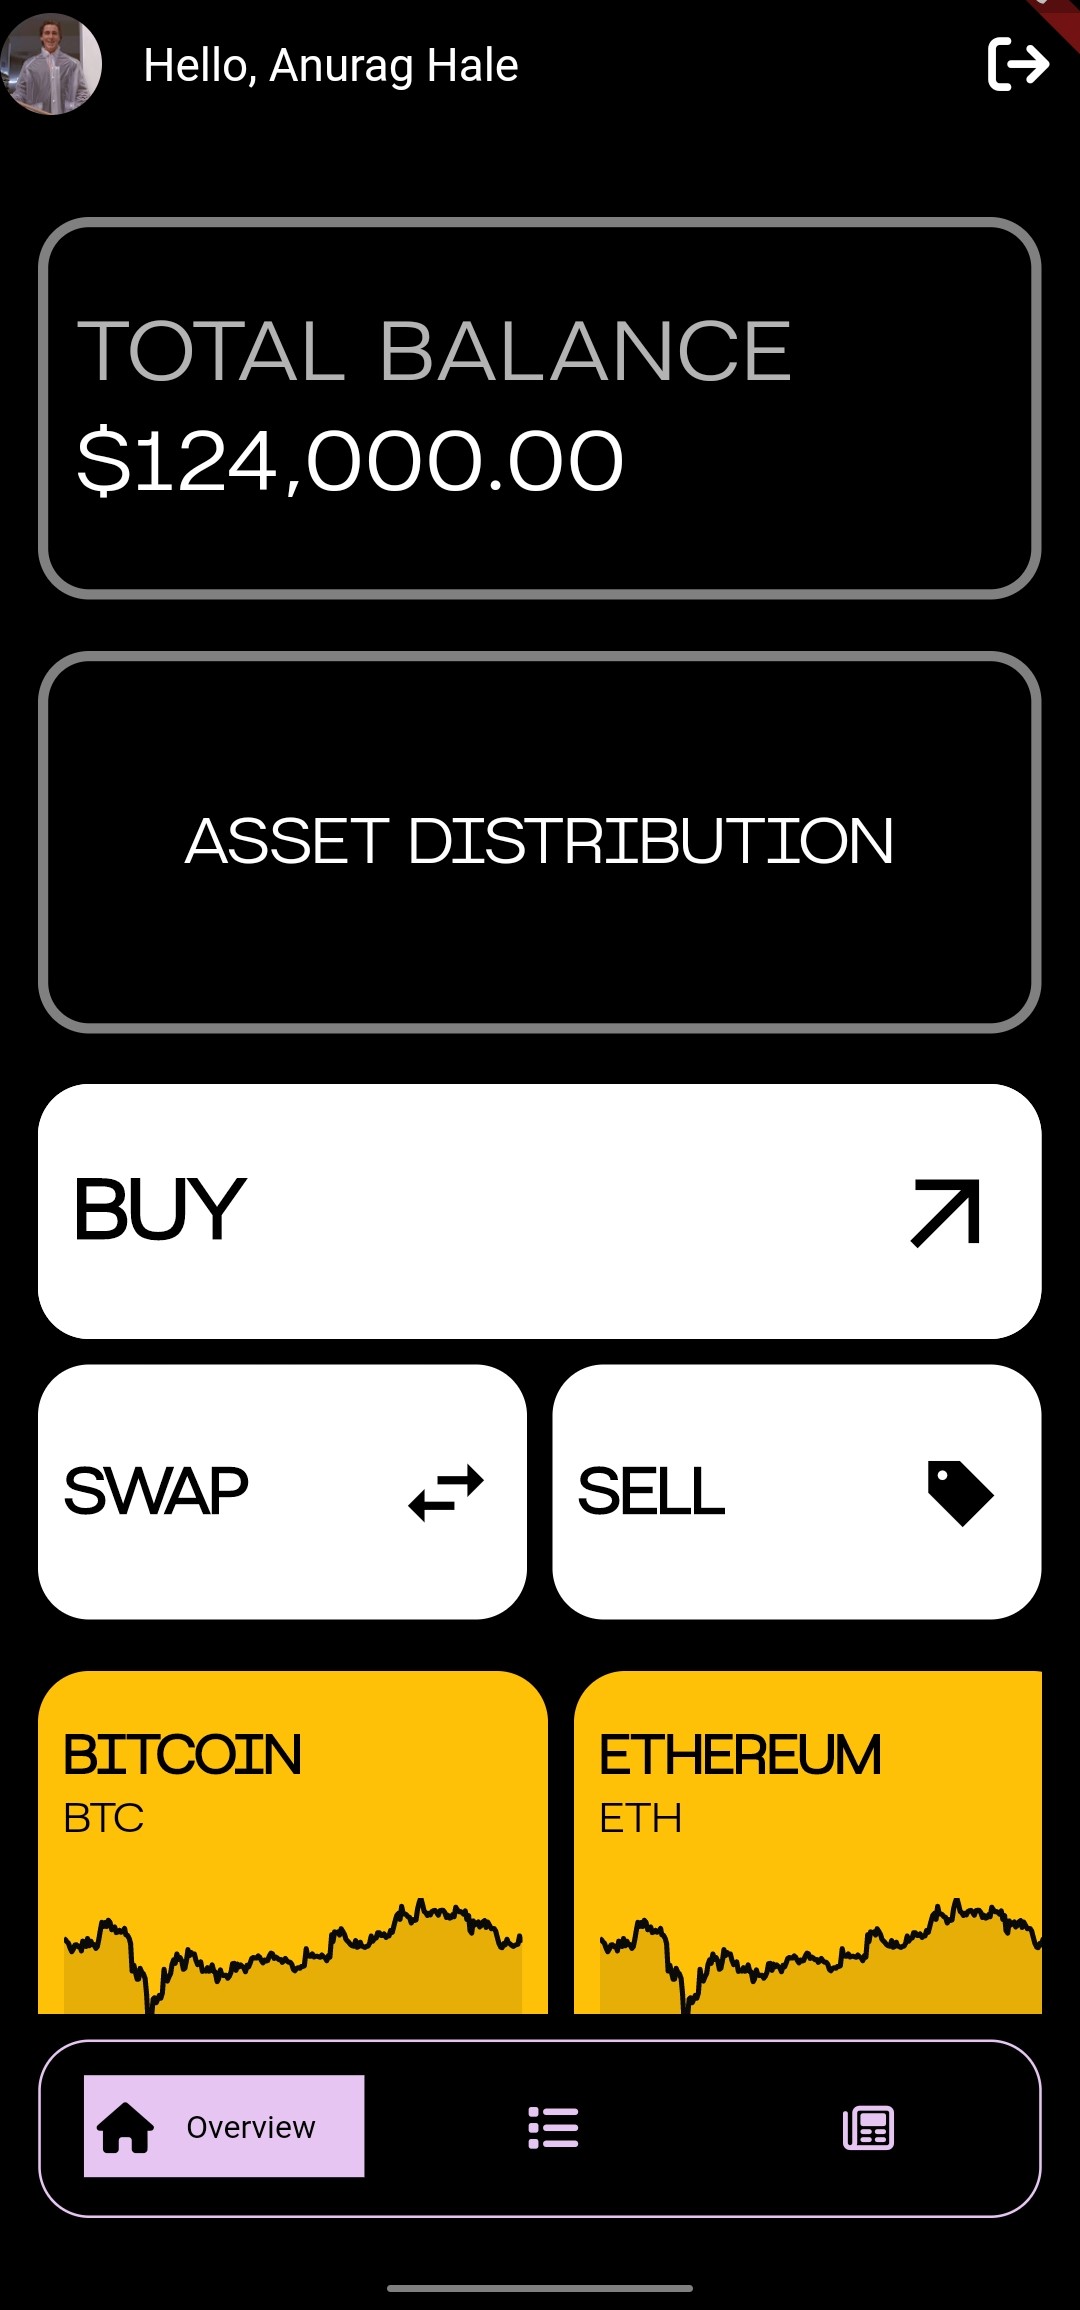 Hello, Anurag Hale
TOTAL BALANCE
$124,000.00
ASSET DISTRIBUTION
BUY
SWAP
SELL
BITCOIN
BTC
ETHEREUM
ETH
Overview